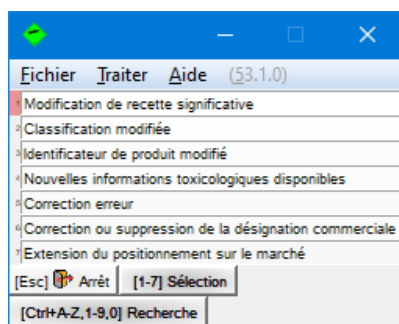 Fichier Traiter Aide (53.1.0)
1 Modification de recette significative
2 Classification modifiée
3 Identificateur de produit modifié
4 Nouvelles informations toxicologiques disponibles
5 Correction erreur
6 Correction ou suppression de la désignation commerciale
7 Extension du positionnement sur le marché
[Esc] Arrêt [1-7] Sélection
[Ctrl+A-Z,1-9,0] Recherche